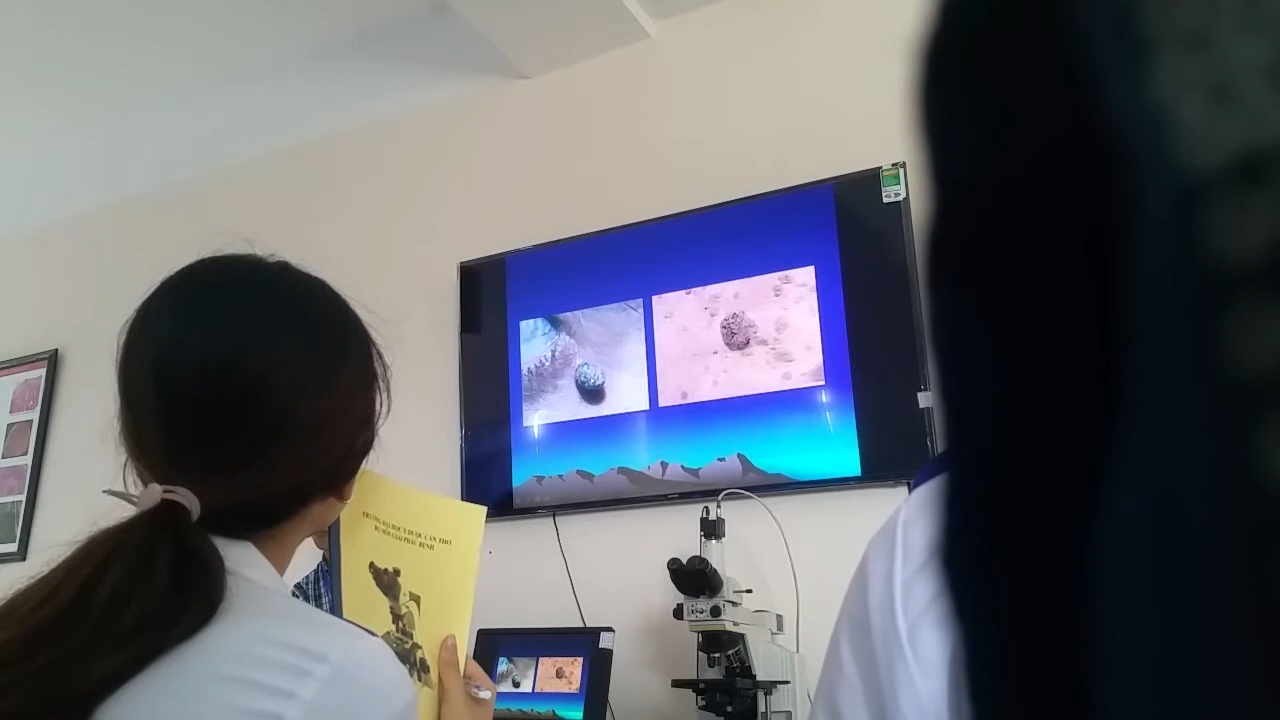 TRƯỜNG ĐẠI HỌC Y DƯỢC CẦN THƠ
BỘ MÔN GIẢI PHẪU BỆNH